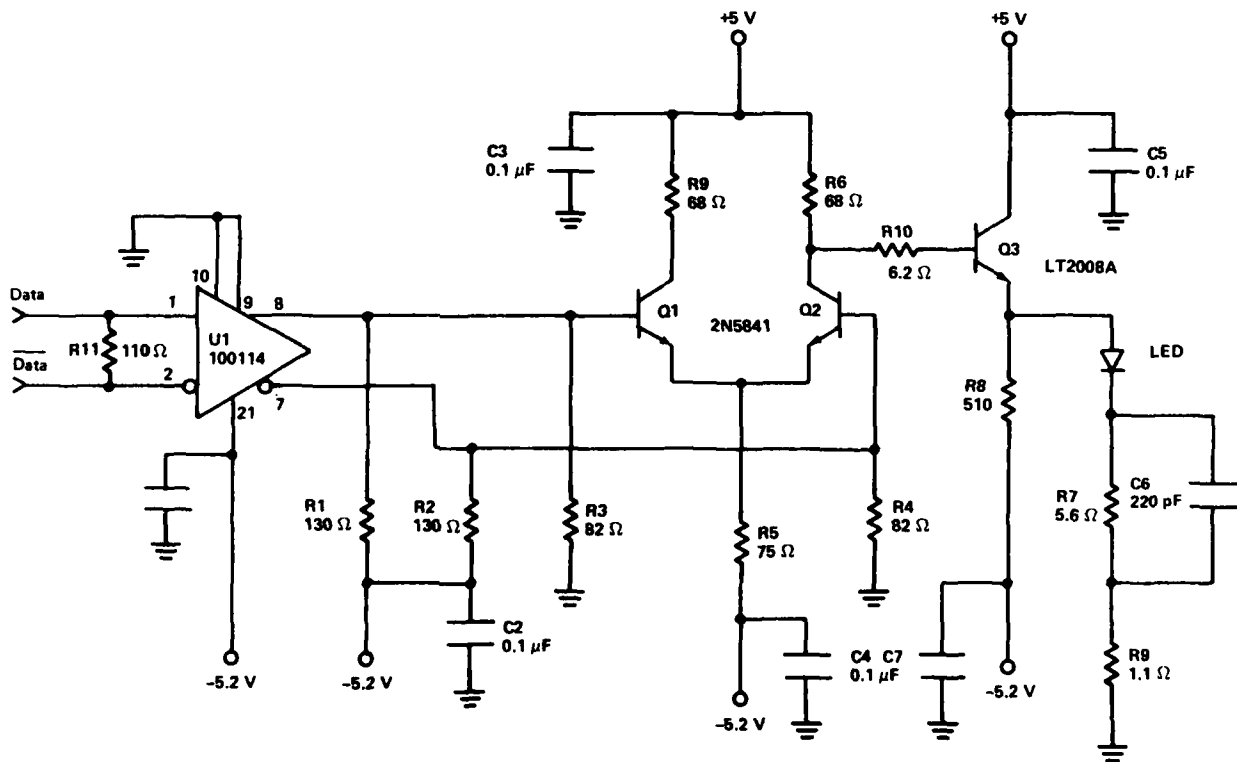 +5 V
+5 V
C3
0.1 μF
R9
68 Ω
R6
68 Ω
C5
0.1 μF
R10
6.2 Ω
Q3
LT2008A
10
Data
1
9
8
R11
110 Ω
U1
100114
Data
2
7
21
Q1
2N5841
Q2
LED
R8
510
R1
130 Ω
R2
130 Ω
R3
82 Ω
R5
75 Ω
R4
82 Ω
R7
5.6 Ω
C6
220 pF
C2
0.1 μF
C4
0.1 μF
C7
R9
1.1 Ω
–5.2 V
–5.2 V
–5.2 V
–5.2 V